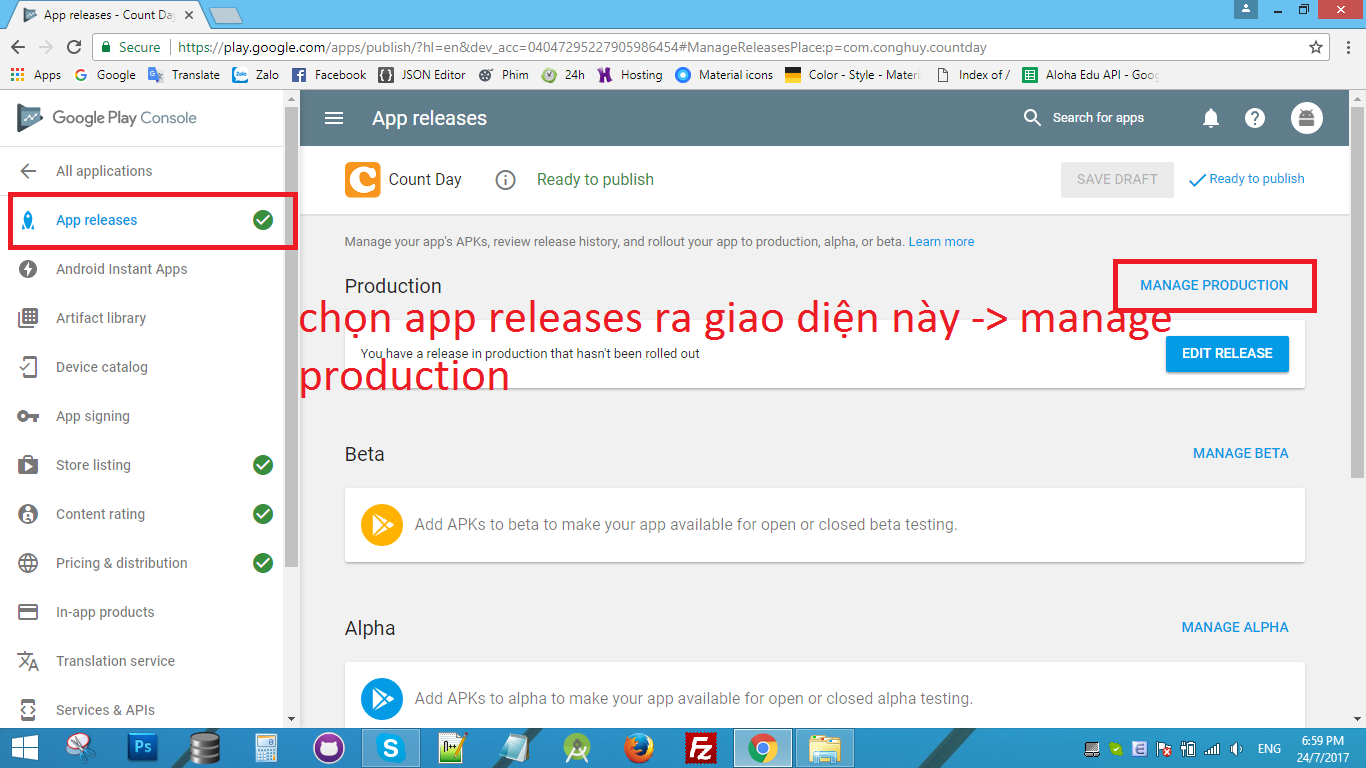 App releases - Count Da
Secure
https://play.google.com/apps/publish/?hl=en&dev_acc=04047295227905986454#ManageReleasesPlace:p=com.conghuy.countday
Apps Google Translate Zalo Facebook JSON Editor Phim 24h Hosting Material icons Color - Style - Materi Index of / Aloha Edu API - Goo
Google Play Console
App releases
Search for apps
All applications
App releases
Android Instant Apps
Artifact library
Device catalog
App signing
Store listing
Content rating
Pricing & distribution
In-app products
Translation service
Services & APIs
Count Day
Ready to publish
SAVE DRAFT
Ready to publish
Manage your app's APKs, review release history, and rollout your app to production, alpha, or beta. Learn more
Production
MANAGE PRODUCTION
chọn app releases ra giao diện này -> manage
You have a release in production that hasn't been rolled out
EDIT RELEASE
production
Beta
MANAGE BETA
Add APKs to beta to make your app available for open or closed beta testing.
Alpha
MANAGE ALPHA
Add APKs to alpha to make your app available for open or closed alpha testing.
Ps
S
n++
Fz
E
ENG
6:59 PM
24/7/2017